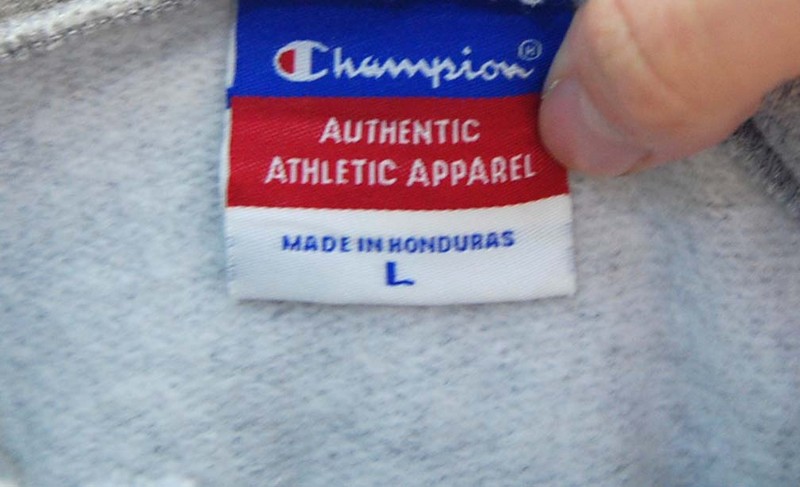 Champion®
AUTHENTIC
ATHLETIC APPAREL
MADE IN HONDURAS
L